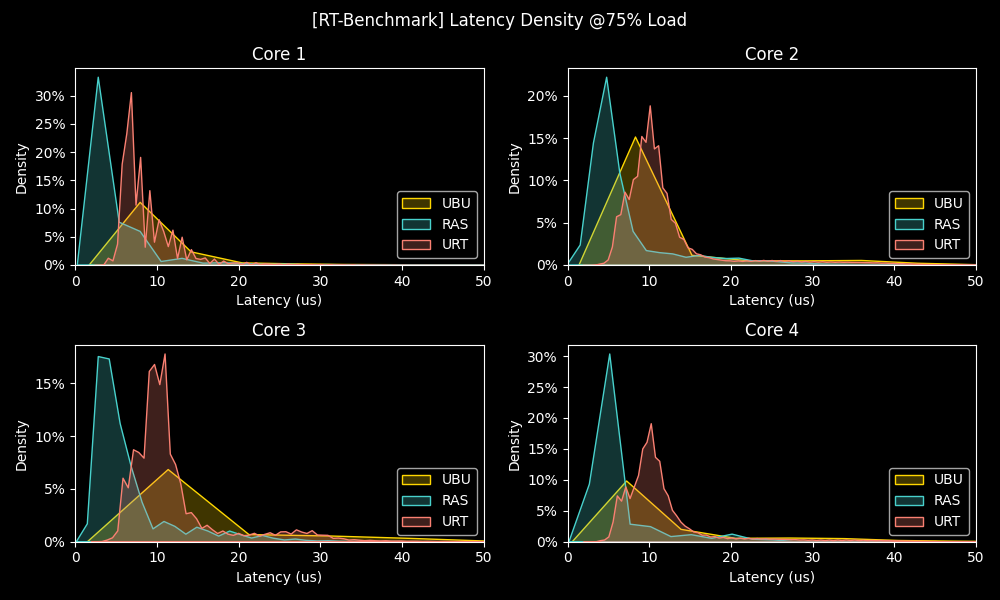 [RT-Benchmark] Latency Density @75% Load
Core 1
Density
30%
25%
20%
15%
10%
5%
0%
0 10 20 30 40 50
Latency (us)
UBU
RAS
URT
Core 2
Density
20%
15%
10%
5%
0%
0 10 20 30 40 50
Latency (us)
UBU
RAS
URT
Core 3
Density
15%
10%
5%
0%
0 10 20 30 40 50
Latency (us)
UBU
RAS
URT
Core 4
Density
30%
25%
20%
15%
10%
5%
0%
0 10 20 30 40 50
Latency (us)
UBU
RAS
URT